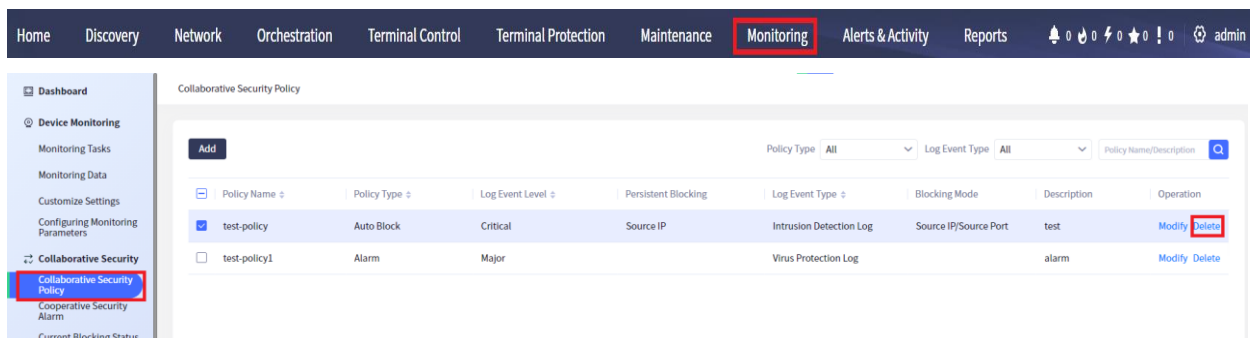 Home Discovery Network Orchestration Terminal Control Terminal Protection Maintenance Monitoring Alerts & Activity Reports 0 0 0 0 0 admin
Dashboard
Device Monitoring
Monitoring Tasks
Monitoring Data
Customize Settings
Configuring Monitoring
Parameters
Collaborative Security
Collaborative Security
Policy
Cooperative Security
Alarm
Current Blocking Status
Collaborative Security Policy
Add Policy Type All Log Event Type All Policy Name/Description
Policy Name Policy Type Log Event Level Persistent Blocking Log Event Type Blocking Mode Description Operation
test-policy Auto Block Critical Source IP Intrusion Detection Log Source IP/Source Port test Modify Delete
test-policy1 Alarm Major Virus Protection Log alarm Modify Delete